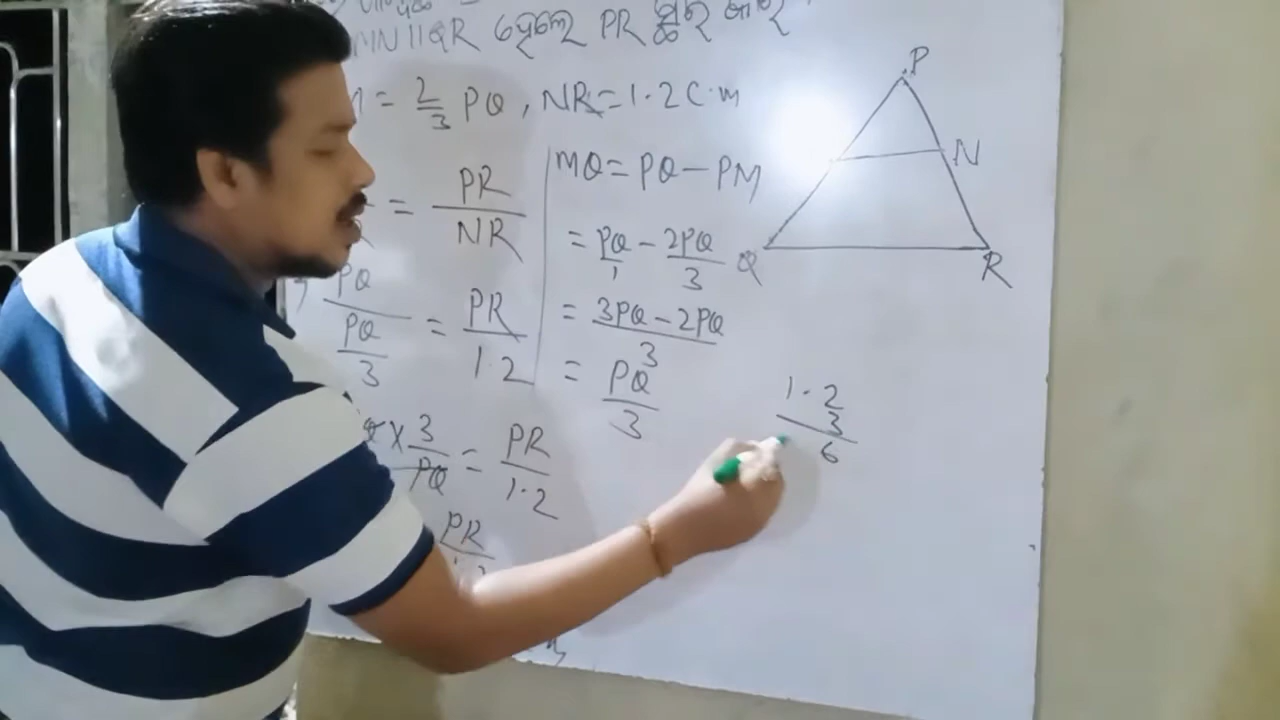 MN || QR ହେଲେ PR ସ୍ଥିର କର
= 2/3 PQ, NR = 1.2 C.m
= PR/NR
PQ/(PQ/3) = PR/1.2
× 3/PQ = PR/1.2
PR
MQ = PQ - PM
= PQ/1 - 2PQ/3
= (3PQ - 2PQ)/3
= PQ/3
P
N
Q
R
1.2
3
6